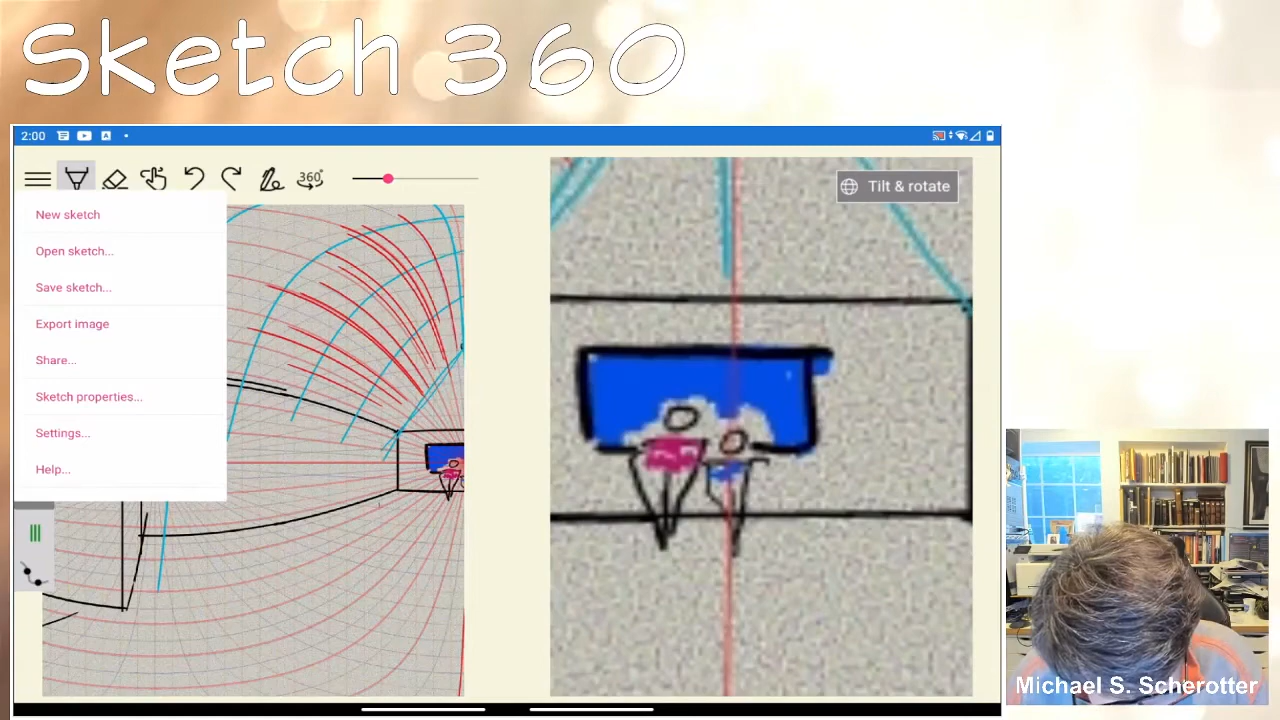 Sketch 360
2:00
360°
Tilt & rotate
New sketch
Open sketch...
Save sketch...
Export image
Share...
Sketch properties...
Settings...
Help...
Michael S. Scherotter